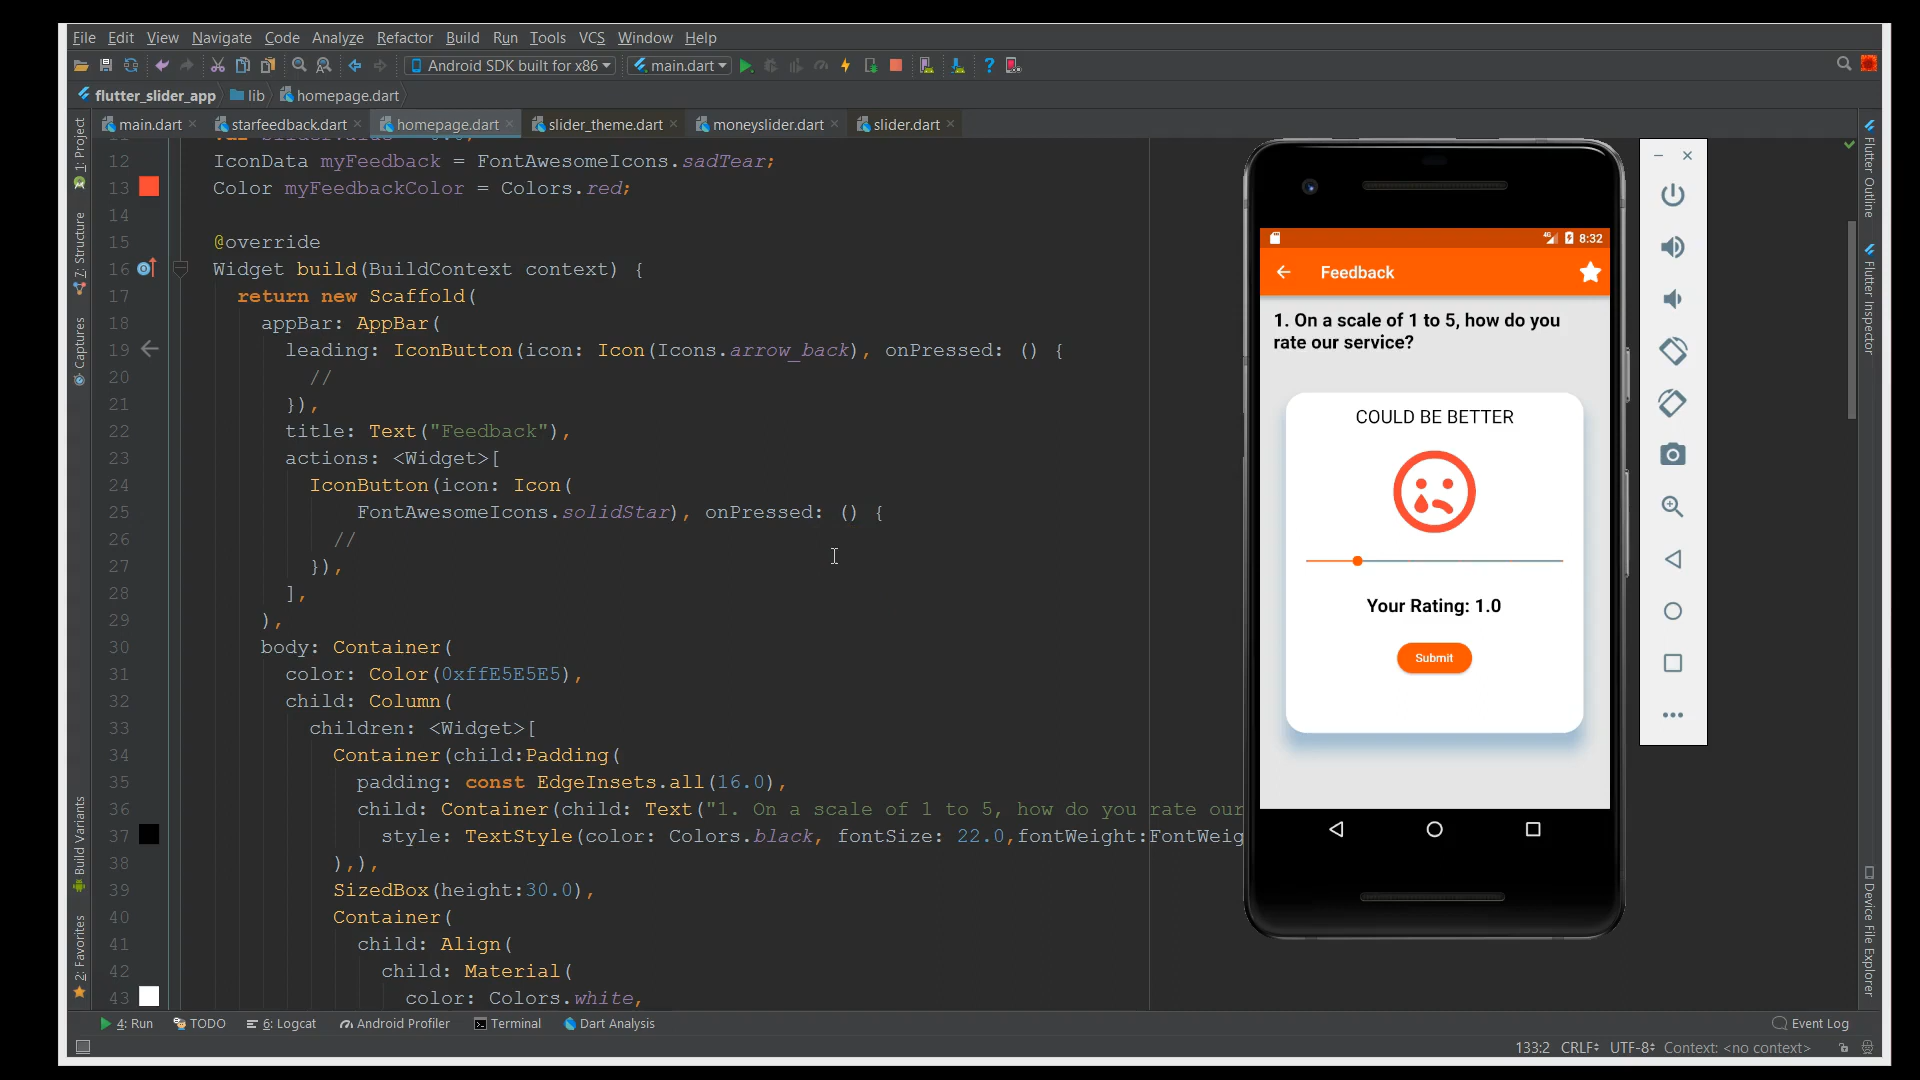 File Edit View Navigate Code Analyze Refactor Build Run Tools VCS Window Help
Android SDK built for x86 main.dart
flutter_slider_app lib homepage.dart
main.dart starfeedback.dart homepage.dart slider_theme.dart moneyslider.dart slider.dart
12 IconData myFeedback = FontAwesomeIcons.sadTear;
13 Color myFeedbackColor = Colors.red;
14
15 @override
16 Widget build(BuildContext context) {
17 return new Scaffold(
18 appBar: AppBar(
19 leading: IconButton(icon: Icon(Icons.arrow_back), onPressed: () {
20 //
21 }),
22 title: Text("Feedback"),
23 actions: <Widget>[
24 IconButton(icon: Icon(
25 FontAwesomeIcons.solidStar), onPressed: () {
26 //
27 }),
28 ],
29 ),
30 body: Container(
31 color: Color(0xffE5E5E5),
32 child: Column(
33 children: <Widget>[
34 Container(child:Padding(
35 padding: const EdgeInsets.all(16.0),
36 child: Container(child: Text("1. On a scale of 1 to 5, how do you rate our
37 style: TextStyle(color: Colors.black, fontSize: 22.0,fontWeight:FontWeig
38 ),),
39 SizedBox(height:30.0),
40 Container(
41 child: Align(
42 child: Material(
43 color: Colors.white,
1: Project
7: Structure
Captures
Build Variants
2: Favorites
4G 8:32
Feedback
1. On a scale of 1 to 5, how do you
rate our service?
COULD BE BETTER
Your Rating: 1.0
Submit
Flutter Outline
Flutter Inspector
Device File Explorer
4: Run TODO 6: Logcat Android Profiler Terminal Dart Analysis Event Log
133:2 CRLF UTF-8 Context: <no context>